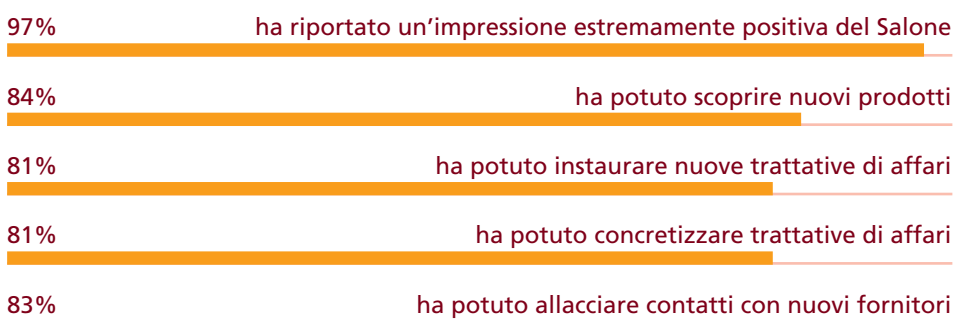 97% ha riportato un’impressione estremamente positiva del Salone
84% ha potuto scoprire nuovi prodotti
81% ha potuto instaurare nuove trattative di affari
81% ha potuto concretizzare trattative di affari
83% ha potuto allacciare contatti con nuovi fornitori